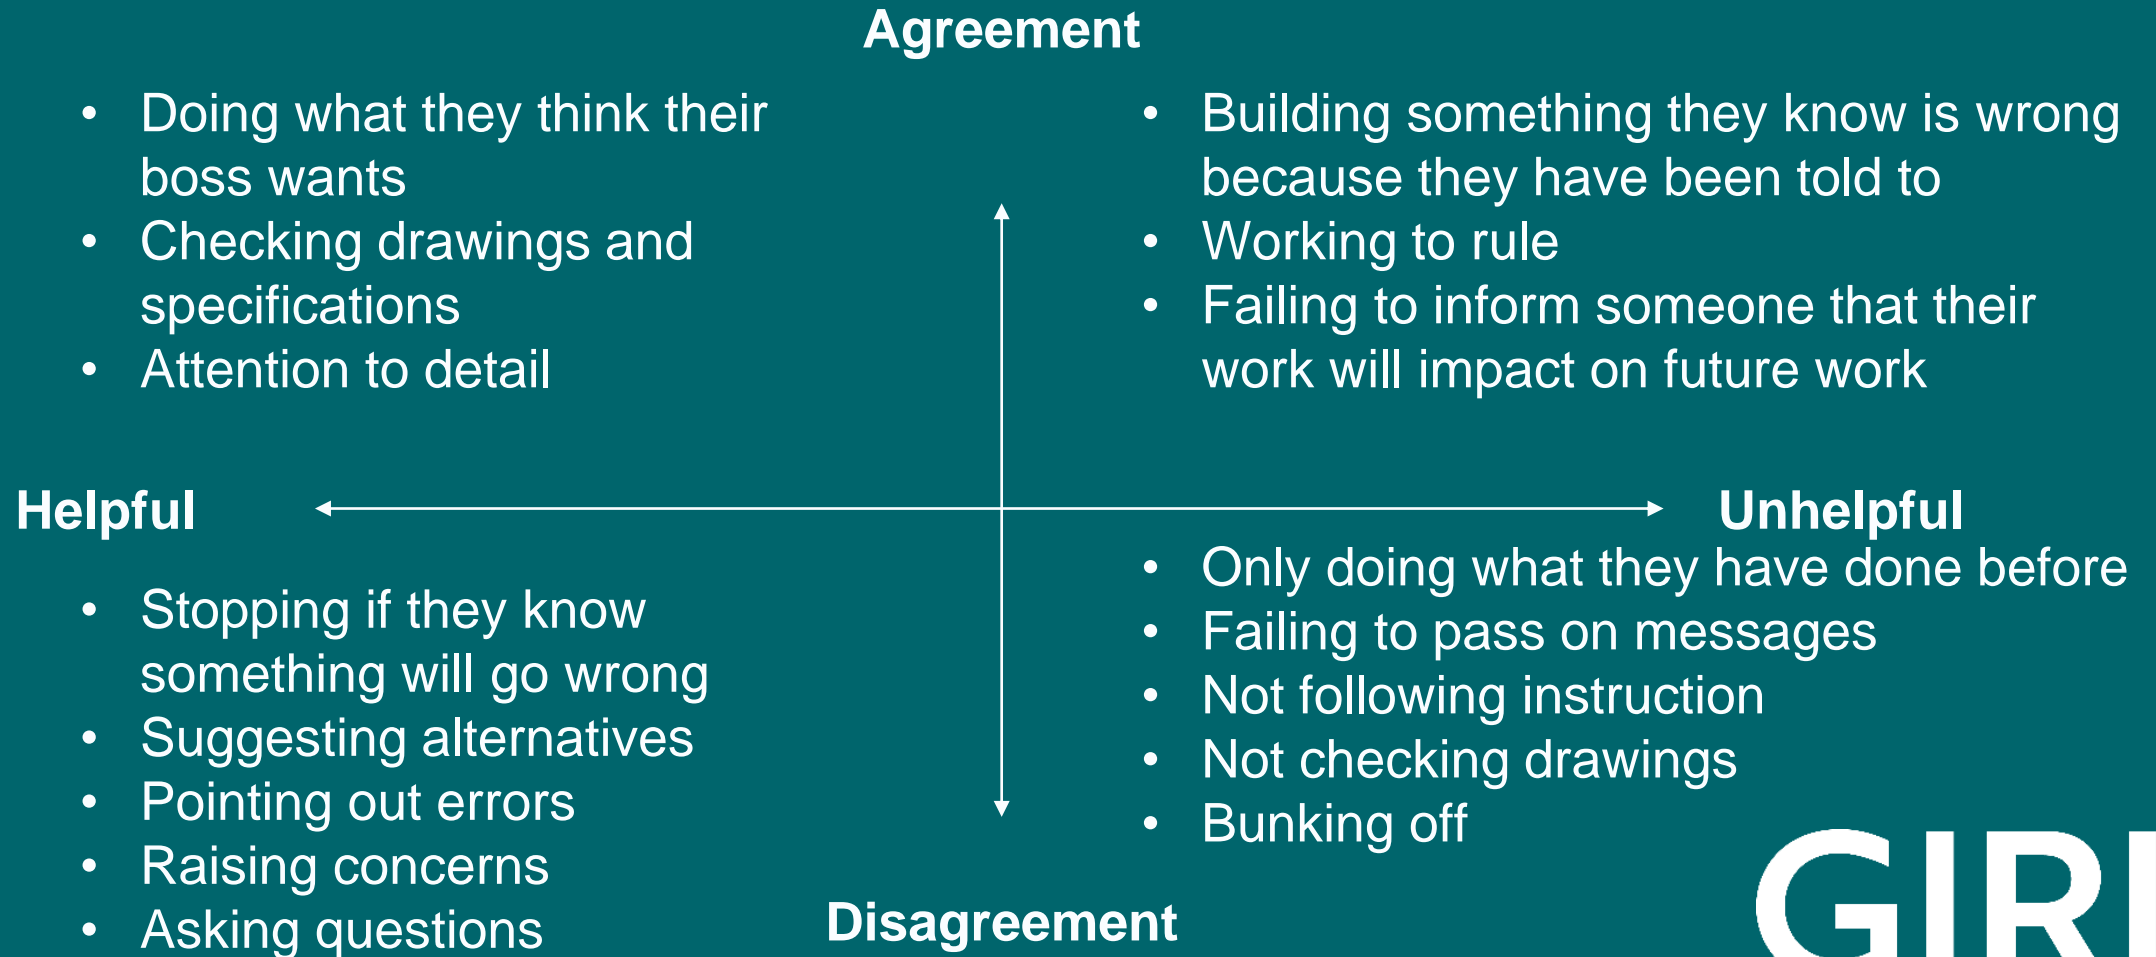 Agreement
• Doing what they think their
boss wants
• Checking drawings and
specifications
• Attention to detail
• Building something they know is wrong
because they have been told to
• Working to rule
• Failing to inform someone that their
work will impact on future work
Helpful
Unhelpful
• Stopping if they know
something will go wrong
• Suggesting alternatives
• Pointing out errors
• Raising concerns
• Asking questions
• Only doing what they have done before
• Failing to pass on messages
• Not following instruction
• Not checking drawings
• Bunking off
Disagreement
GIRI